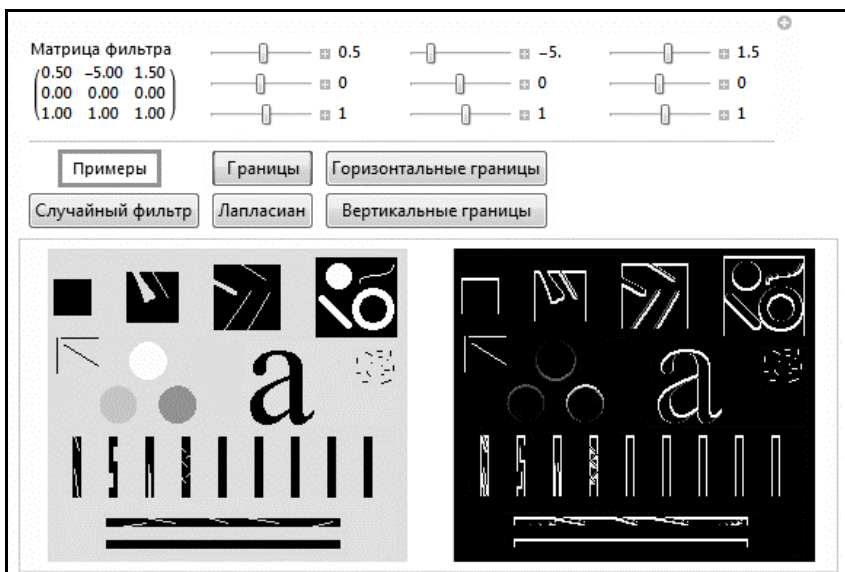 Матрица фильтра
0.5 −5. 1.5
(0.50 −5.00 1.50
0.00 0.00 0.00
1.00 1.00 1.00)
0 0 0
1 1 1
Примеры Границы Горизонтальные границы
Случайный фильтр Лапласиан Вертикальные границы
a